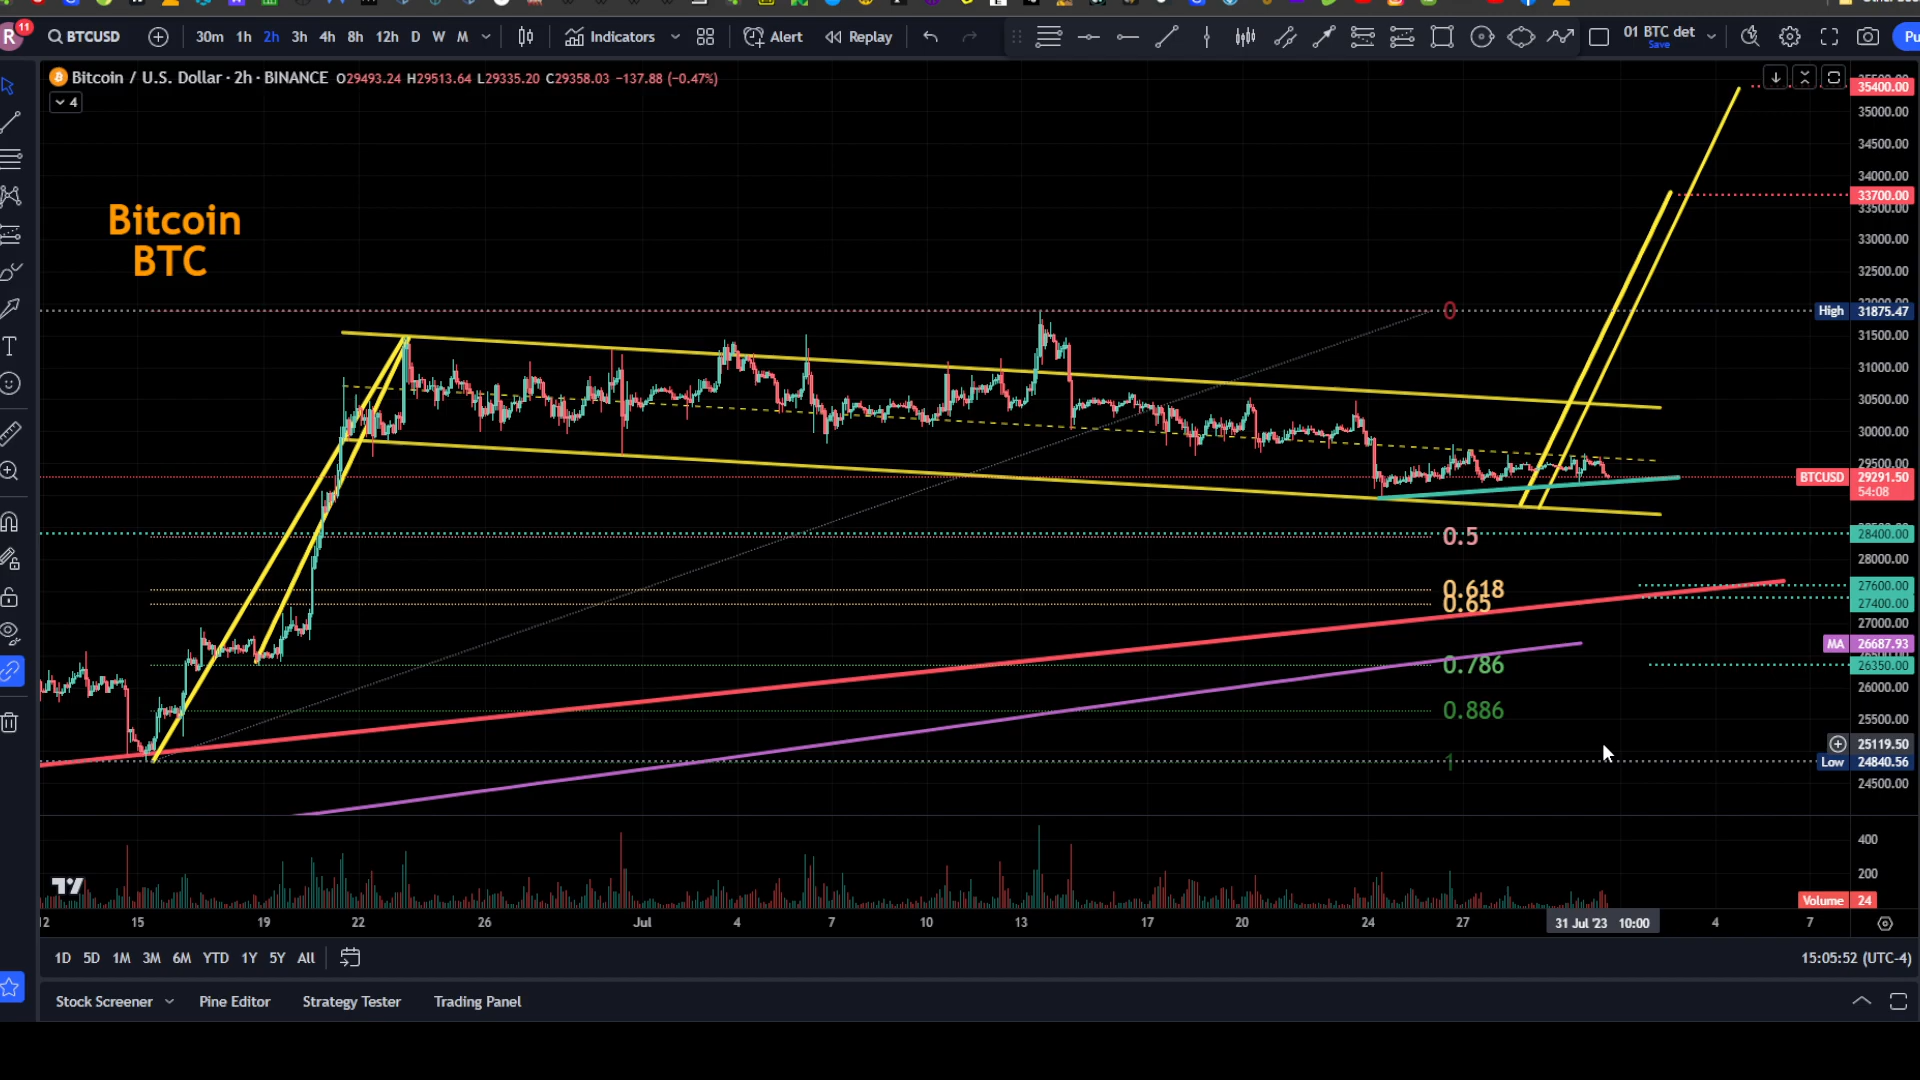 R 11 BTCUSD 30m 1h 2h 3h 4h 8h 12h D W M Indicators Alert Replay 01 BTC det Save Pu
Bitcoin / U.S. Dollar · 2h · BINANCE O29493.24 H29513.64 L29335.20 C29358.03 −137.88 (−0.47%)
4
Bitcoin
BTC
35400.00
35000.00
34500.00
34000.00
33700.00
33500.00
33000.00
32500.00
0 High 31875.47
31500.00
31000.00
30500.00
30000.00
29500.00
BTCUSD 29291.50
54:08
0.5 28400.00
28000.00
0.618 27600.00
0.65 27400.00
27000.00
MA 26687.93
0.786 26350.00
26000.00
0.886 25500.00
25119.50
1 Low 24840.56
24500.00
400
200
Volume 24
12 15 19 22 26 Jul 4 7 10 13 17 20 24 27 31 Jul '23 10:00 4 7
1D 5D 1M 3M 6M YTD 1Y 5Y All 15:05:52 (UTC-4)
Stock Screener Pine Editor Strategy Tester Trading Panel